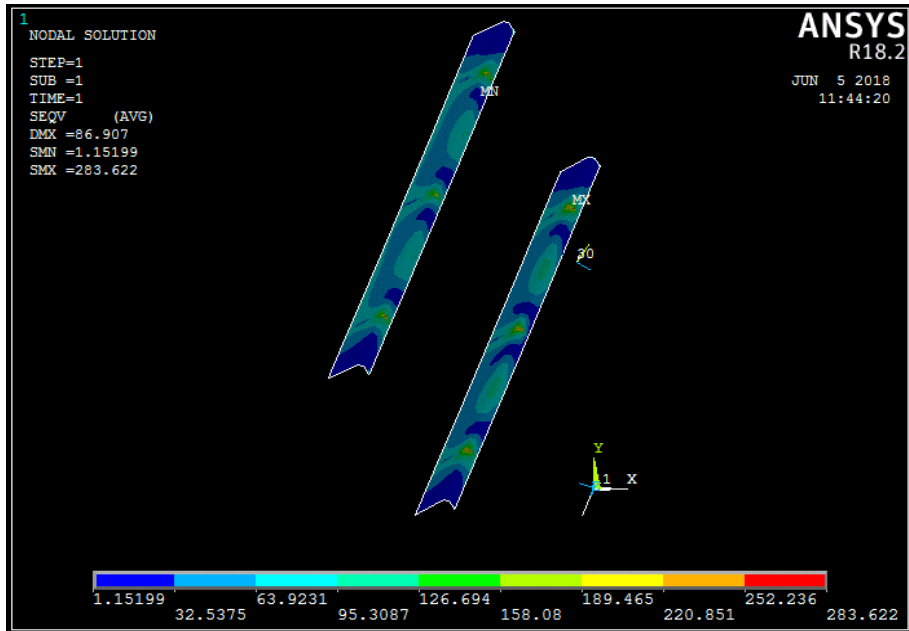 1
NODAL SOLUTION
STEP=1
SUB =1
TIME=1
SEQV (AVG)
DMX =86.907
SMN =1.15199
SMX =283.622
ANSYS
R18.2
JUN 5 2018
11:44:20
MN
MX
30
Y
1 X
1.15199 63.9231 126.694 189.465 252.236
32.5375 95.3087 158.08 220.851 283.622